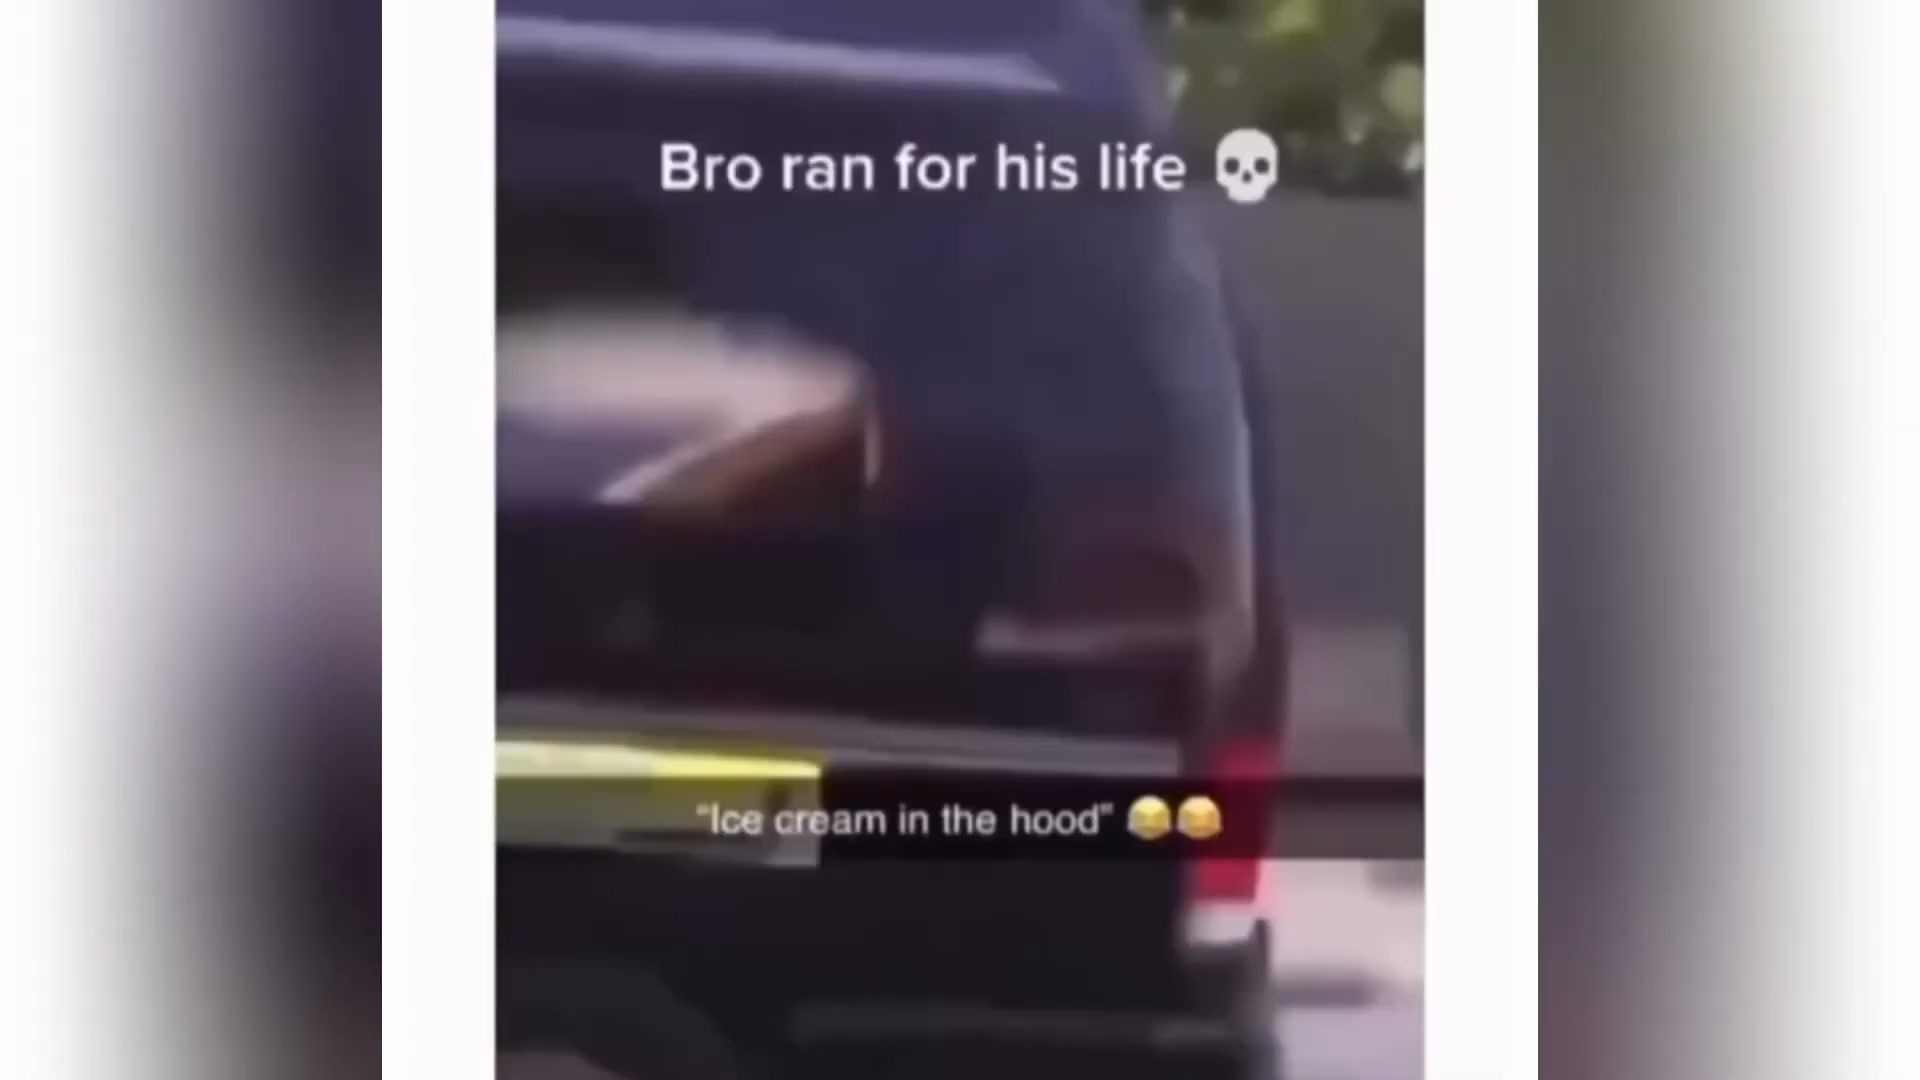 Bro ran for his life 💀
"Ice cream in the hood" 😂😂